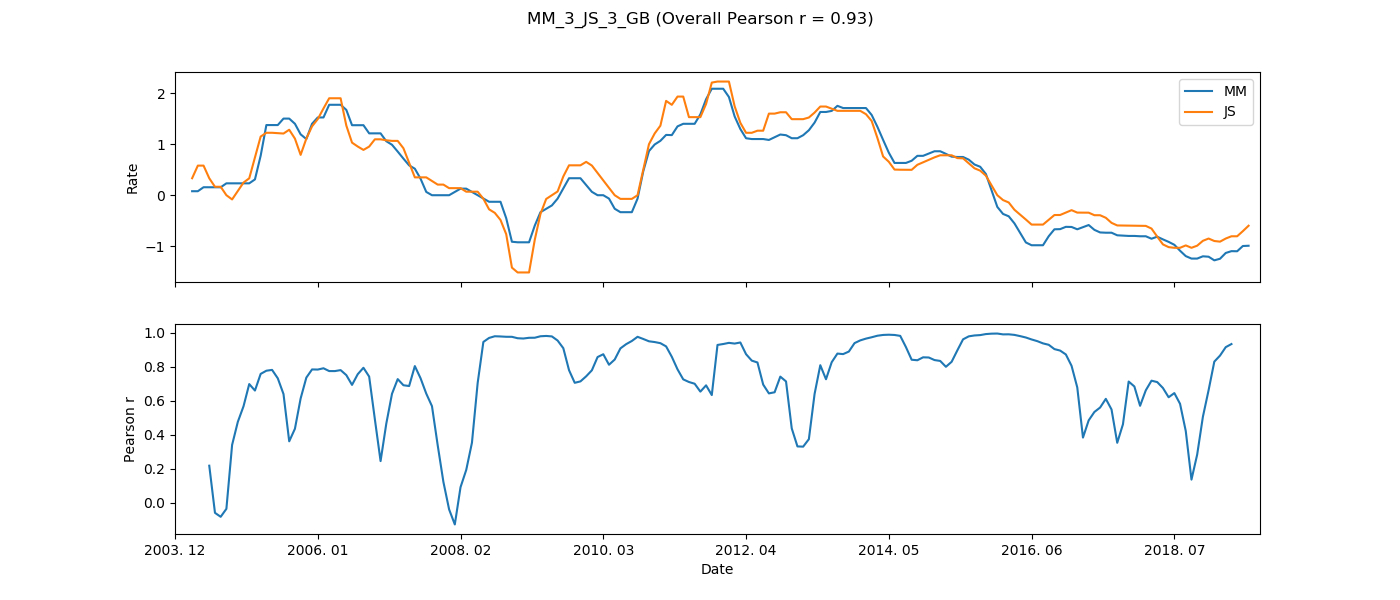 MM_3_JS_3_GB (Overall Pearson r = 0.93)
MM
JS
Rate
2
1
0
−1
Pearson r
1.0
0.8
0.6
0.4
0.2
0.0
2003. 12 2006. 01 2008. 02 2010. 03 2012. 04 2014. 05 2016. 06 2018. 07
Date